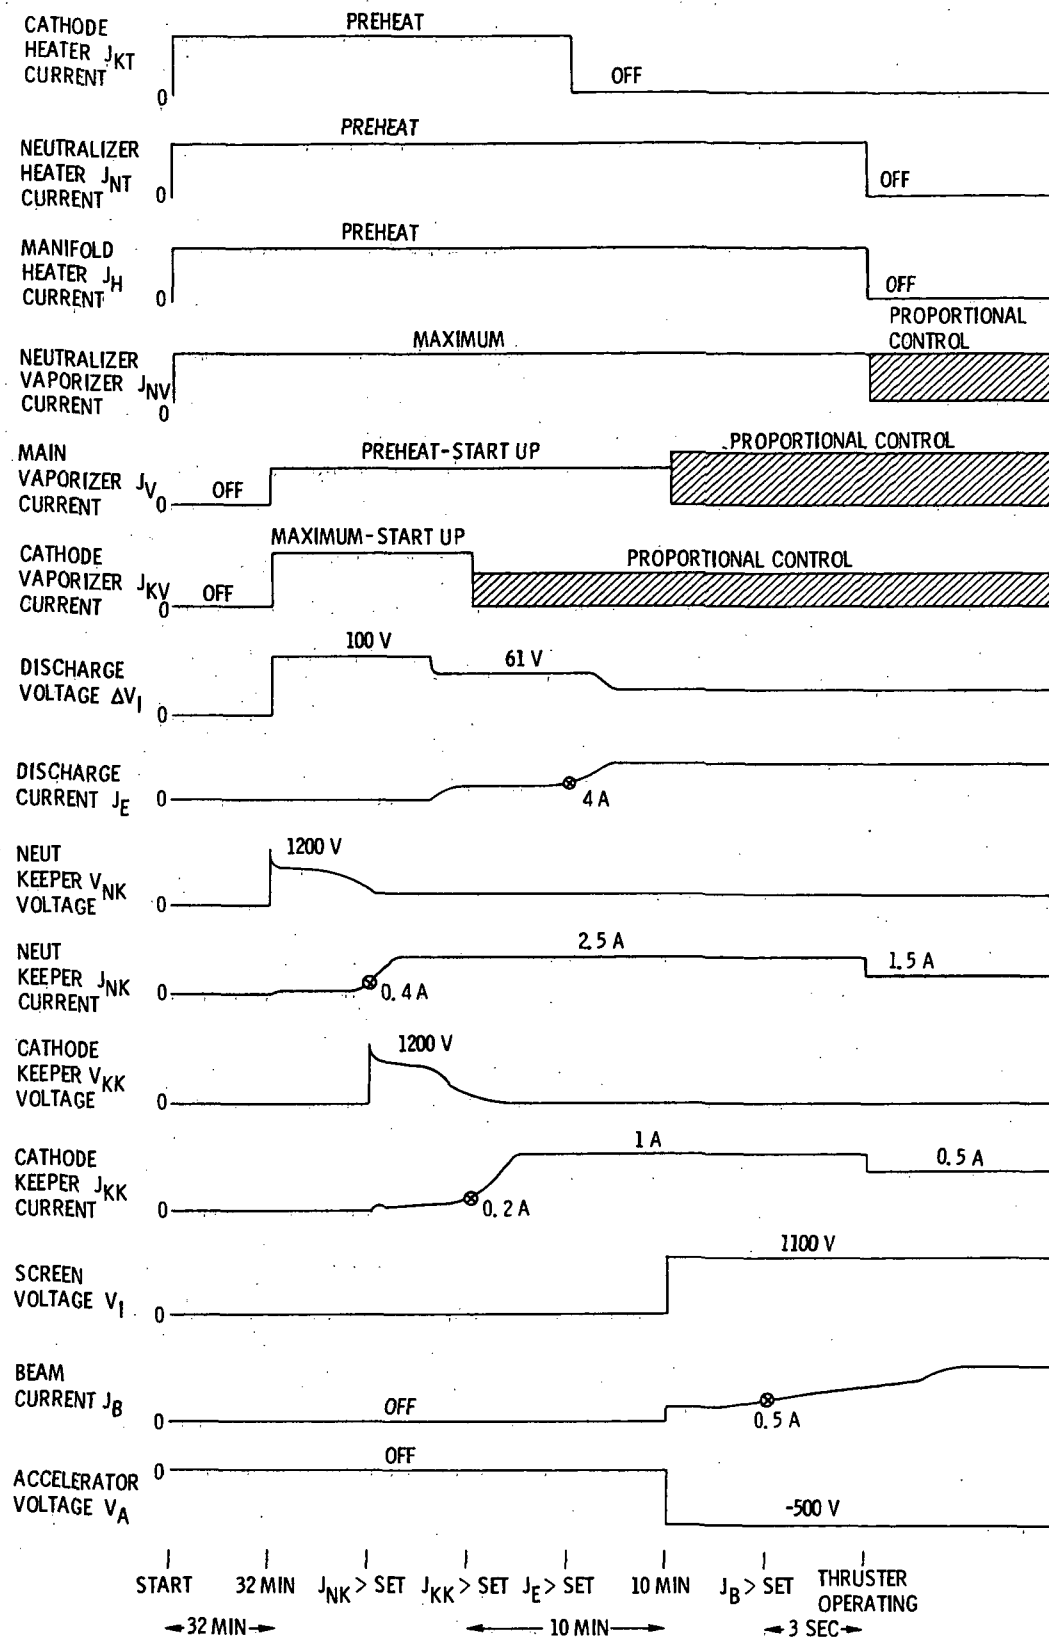 CATHODE
HEATER JKT
CURRENT
0
PREHEAT
OFF
NEUTRALIZER
HEATER JNT
CURRENT
0
PREHEAT
OFF
MANIFOLD
HEATER JH
CURRENT
0
PREHEAT
OFF
NEUTRALIZER
VAPORIZER JNV
CURRENT
0
MAXIMUM
PROPORTIONAL
CONTROL
MAIN
VAPORIZER JV
CURRENT
0
OFF
PREHEAT-START UP
PROPORTIONAL CONTROL
CATHODE
VAPORIZER JKV
CURRENT
0
OFF
MAXIMUM-START UP
PROPORTIONAL CONTROL
DISCHARGE
VOLTAGE ΔVI
0
100 V
61 V
DISCHARGE
CURRENT JE
0
4 A
NEUT
KEEPER VNK
VOLTAGE
0
1200 V
NEUT
KEEPER JNK
CURRENT
0
0.4 A
2.5 A
1.5 A
CATHODE
KEEPER VKK
VOLTAGE
0
1200 V
CATHODE
KEEPER JKK
CURRENT
0
0.2 A
1 A
0.5 A
SCREEN
VOLTAGE VI
0
1100 V
BEAM
CURRENT JB
0
OFF
0.5 A
ACCELERATOR
VOLTAGE VA
0
OFF
-500 V
START
32 MIN
JNK > SET
JKK > SET
JE > SET
10 MIN
JB > SET
THRUSTER
OPERATING
32 MIN
10 MIN
3 SEC